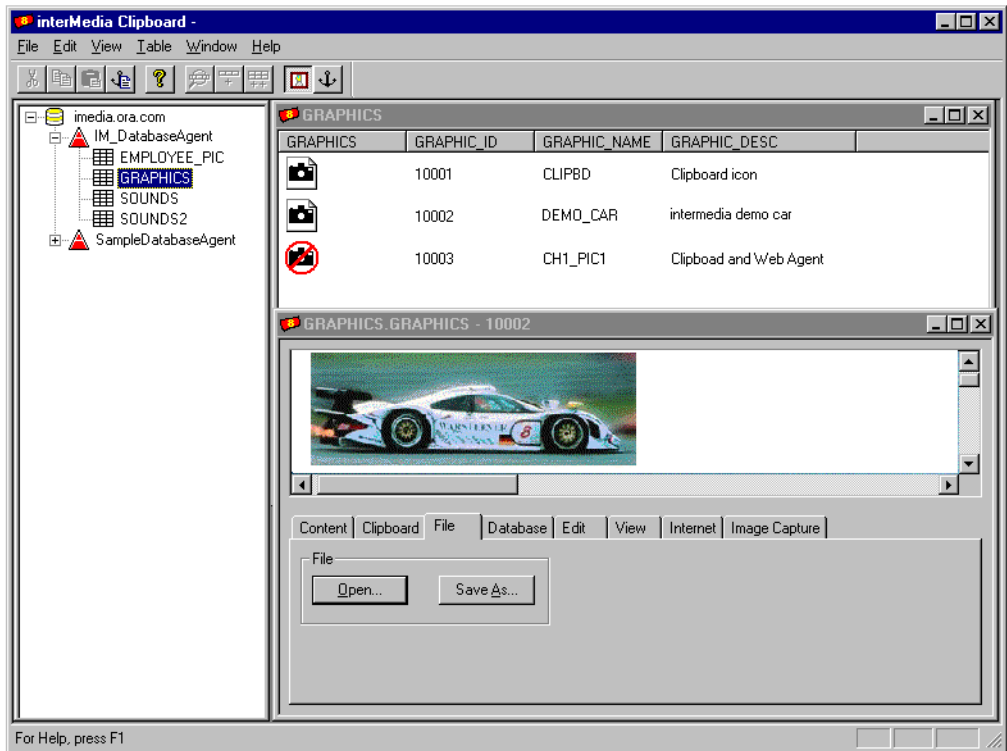 interMedia Clipboard -
File Edit View Table Window Help
imedia.ora.com
IM_DatabaseAgent
EMPLOYEE_PIC
GRAPHICS
SOUNDS
SOUNDS2
SampleDatabaseAgent
GRAPHICS
GRAPHICS GRAPHIC_ID GRAPHIC_NAME GRAPHIC_DESC
10001 CLIPBD Clipboard icon
10002 DEMO_CAR intermedia demo car
10003 CH1_PIC1 Clipboad and Web Agent
GRAPHICS.GRAPHICS - 10002
WARSTEINER 8
Content Clipboard File Database Edit View Internet Image Capture
File
Open... Save As...
For Help, press F1